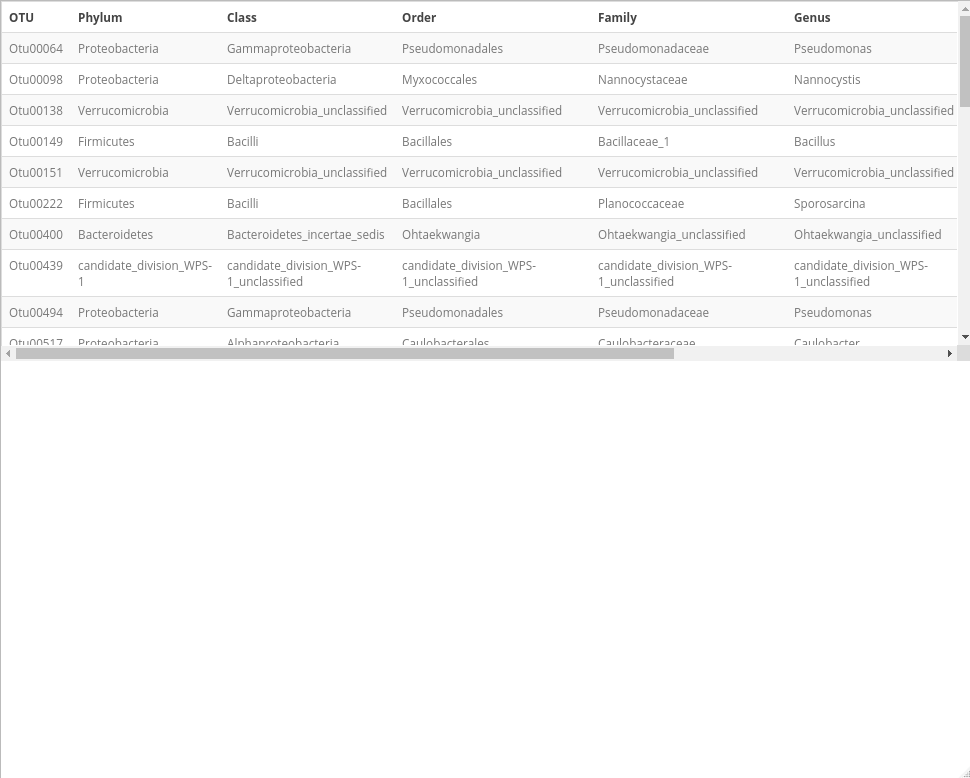 OTU Phylum Class Order Family Genus
Otu00064 Proteobacteria Gammaproteobacteria Pseudomonadales Pseudomonadaceae Pseudomonas
Otu00098 Proteobacteria Deltaproteobacteria Myxococcales Nannocystaceae Nannocystis
Otu00138 Verrucomicrobia Verrucomicrobia_unclassified Verrucomicrobia_unclassified Verrucomicrobia_unclassified Verrucomicrobia_unclassified
Otu00149 Firmicutes Bacilli Bacillales Bacillaceae_1 Bacillus
Otu00151 Verrucomicrobia Verrucomicrobia_unclassified Verrucomicrobia_unclassified Verrucomicrobia_unclassified Verrucomicrobia_unclassified
Otu00222 Firmicutes Bacilli Bacillales Planococcaceae Sporosarcina
Otu00400 Bacteroidetes Bacteroidetes_incertae_sedis Ohtaekwangia Ohtaekwangia_unclassified Ohtaekwangia_unclassified
Otu00439 candidate_division_WPS- candidate_division_WPS- candidate_division_WPS- candidate_division_WPS- candidate_division_WPS-
1 1_unclassified 1_unclassified 1_unclassified 1_unclassified
Otu00494 Proteobacteria Gammaproteobacteria Pseudomonadales Pseudomonadaceae Pseudomonas
Otu00517 Proteobacteria Alphaproteobacteria Caulobacterales Caulobacteraceae Caulobacter